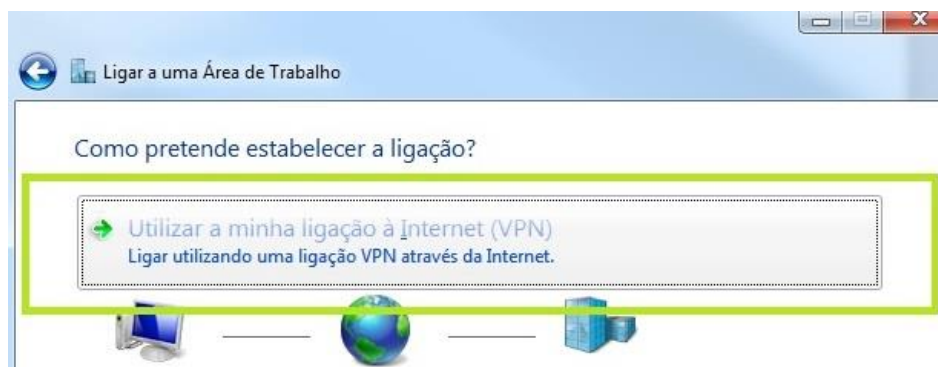 Ligar a uma Área de Trabalho
Como pretende estabelecer a ligação?
Utilizar a minha ligação à Internet (VPN)
Ligar utilizando uma ligação VPN através da Internet.